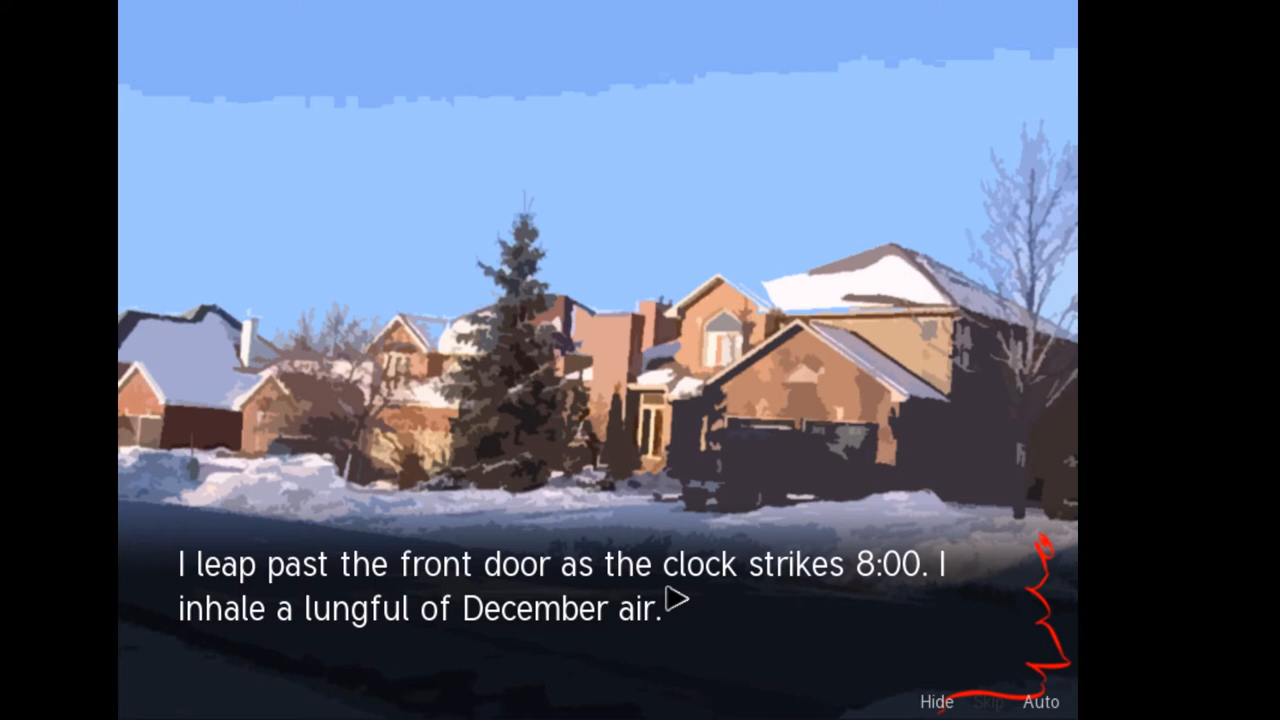 I leap past the front door as the clock strikes 8:00. I
inhale a lungful of December air.
Hide Skip Auto